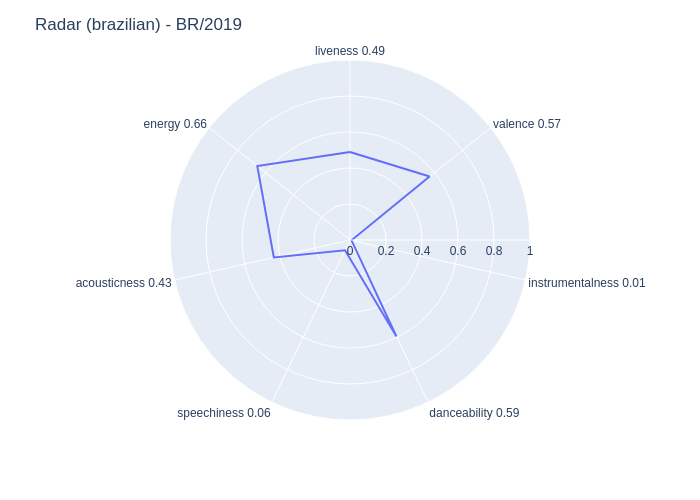 Radar (brazilian) - BR/2019
liveness 0.49
energy 0.66
valence 0.57
0 0.2 0.4 0.6 0.8 1
acousticness 0.43
instrumentalness 0.01
speechiness 0.06
danceability 0.59